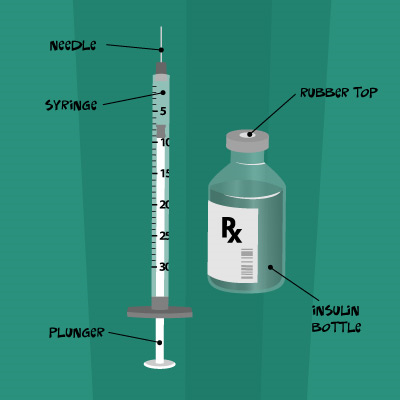 NEEDLE
SYRINGE
RUBBER TOP
5
10
15
20
25
30
Rx
INSULIN
BOTTLE
PLUNGER